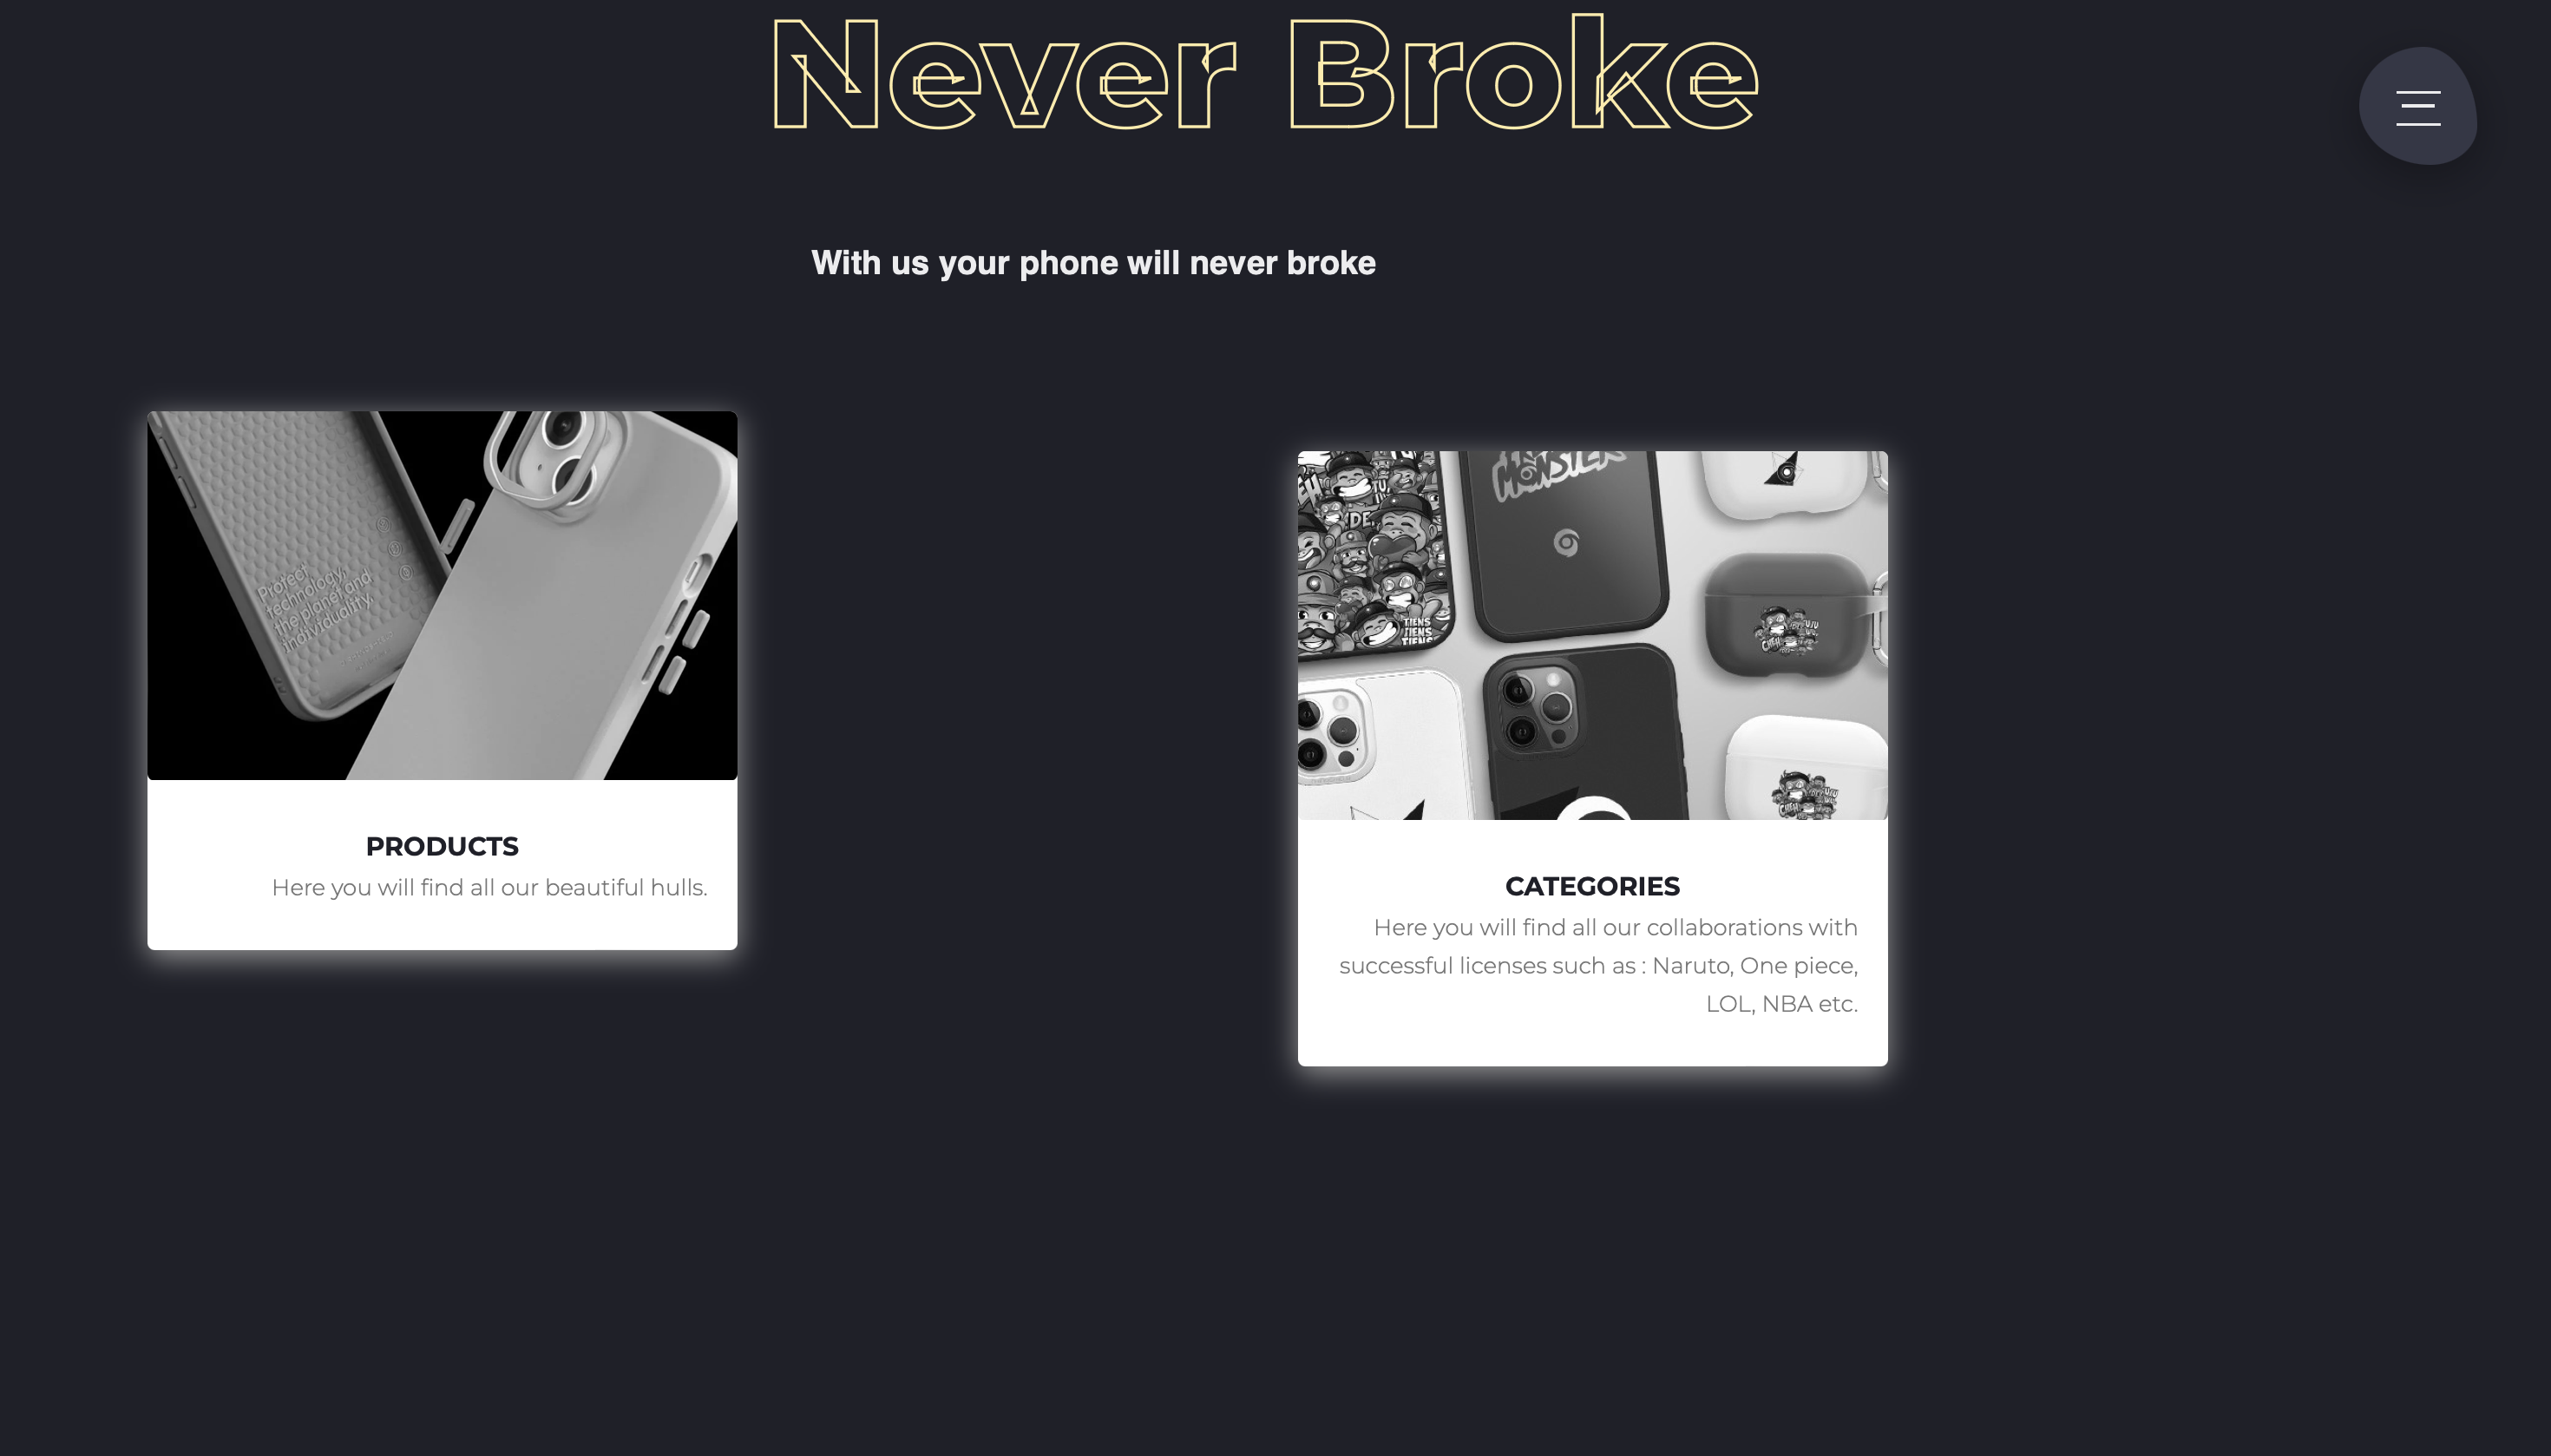 Never Broke
With us your phone will never broke
Protect
technology,
the planet and
individuality.
PRODUCTS
Here you will find all our beautiful hulls.
MONSTER
TIENS
TIENS
TIENS
CATEGORIES
Here you will find all our collaborations with
successful licenses such as : Naruto, One piece,
LOL, NBA etc.